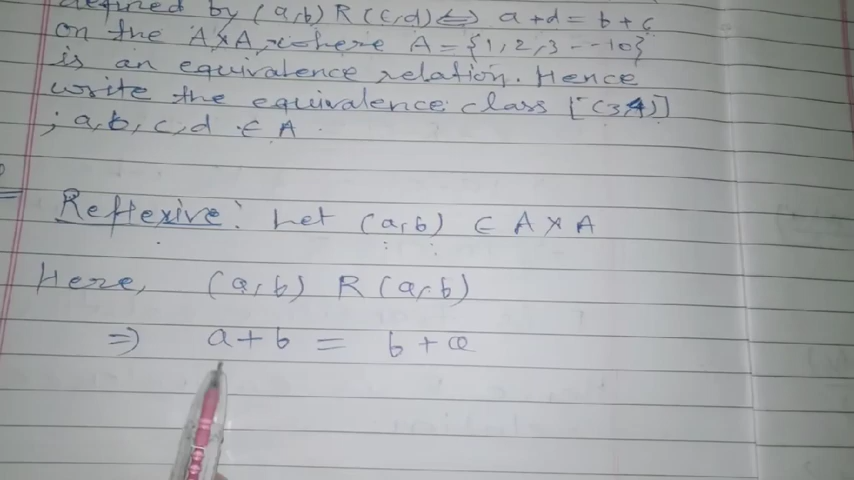 defined by (a,b) R (c,d) ⇔ a+d = b+c
on the A×A, where A = {1,2,3 - - 10}
is an equivalence relation. Hence
write the equivalence class [(3,4)]
; a,b,c,d ∈ A
Reflexive: Let (a,b) ∈ A × A
Here, (a,b) R (a,b)
⇒ a+b = b+a